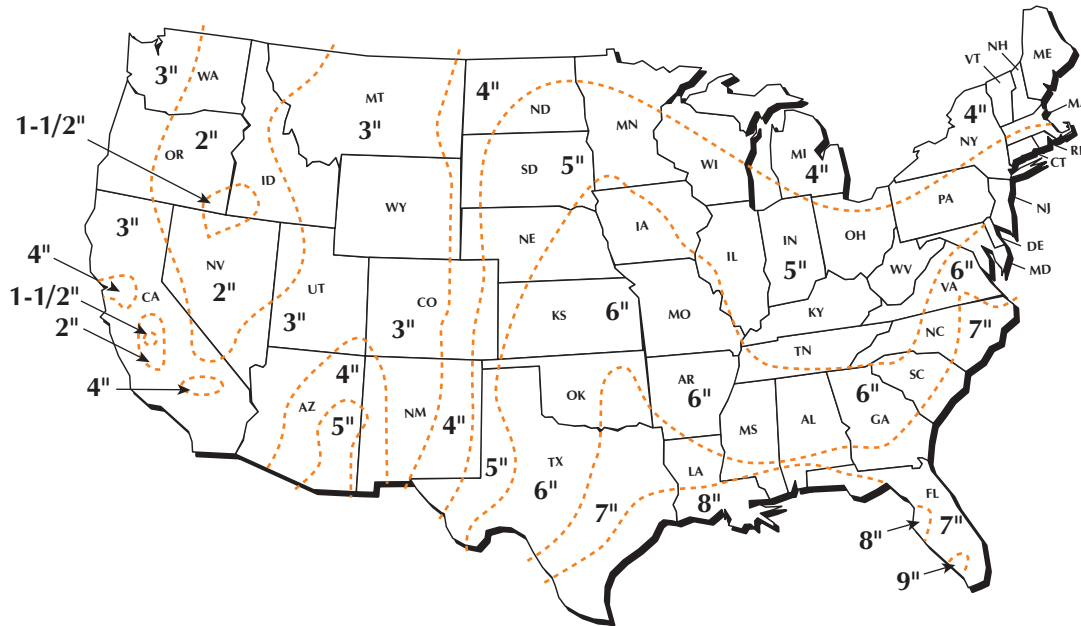 ME
NH
VT
WA
3"
MT
4"
ND
MN
4"
MA
NY
1-1/2"
2"
3"
WI
MI
RI
OR
CT
SD
5"
4"
ID
WY
PA
NJ
3"
IA
NE
IN
OH
DE
4"
NV
IL
WV
6"
MD
CA
2"
UT
CO
5"
VA
1-1/2"
KS
6"
MO
KY
2"
3"
3"
NC
7"
TN
4"
4"
AR
SC
AZ
NM
OK
6"
6"
5"
4"
MS
AL
GA
5"
TX
LA
6"
8"
FL
7"
7"
8"
9"